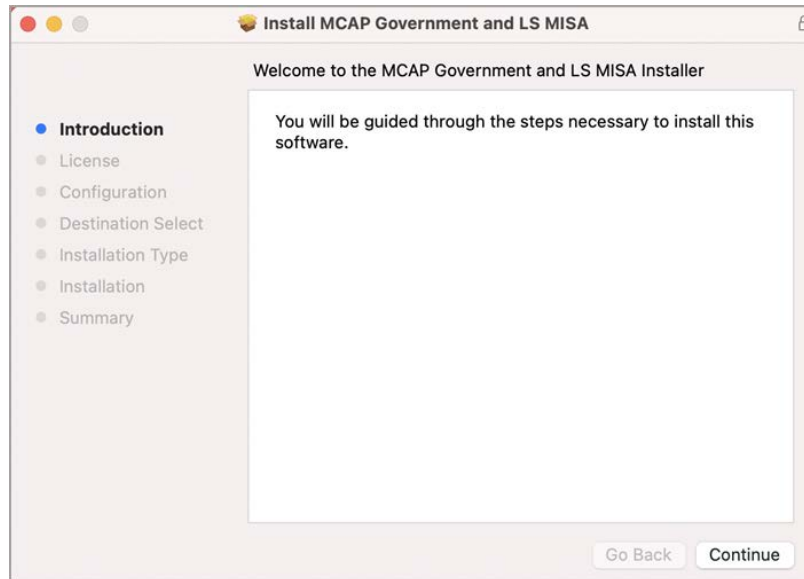 Install MCAP Government and LS MISA
Welcome to the MCAP Government and LS MISA Installer
Introduction
License
Configuration
Destination Select
Installation Type
Installation
Summary
You will be guided through the steps necessary to install this
software.
Go Back
Continue